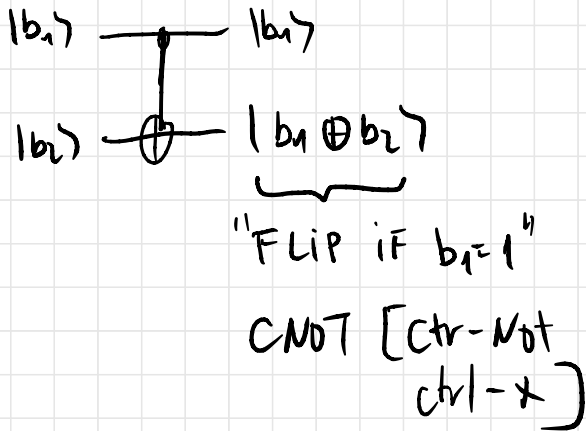 |b₁⟩ |b₁⟩
|b₂⟩ |b₁ ⊕ b₂⟩
"FLiP iF b₁=1"
CNOT [Ctr-Not
ctrl-x]